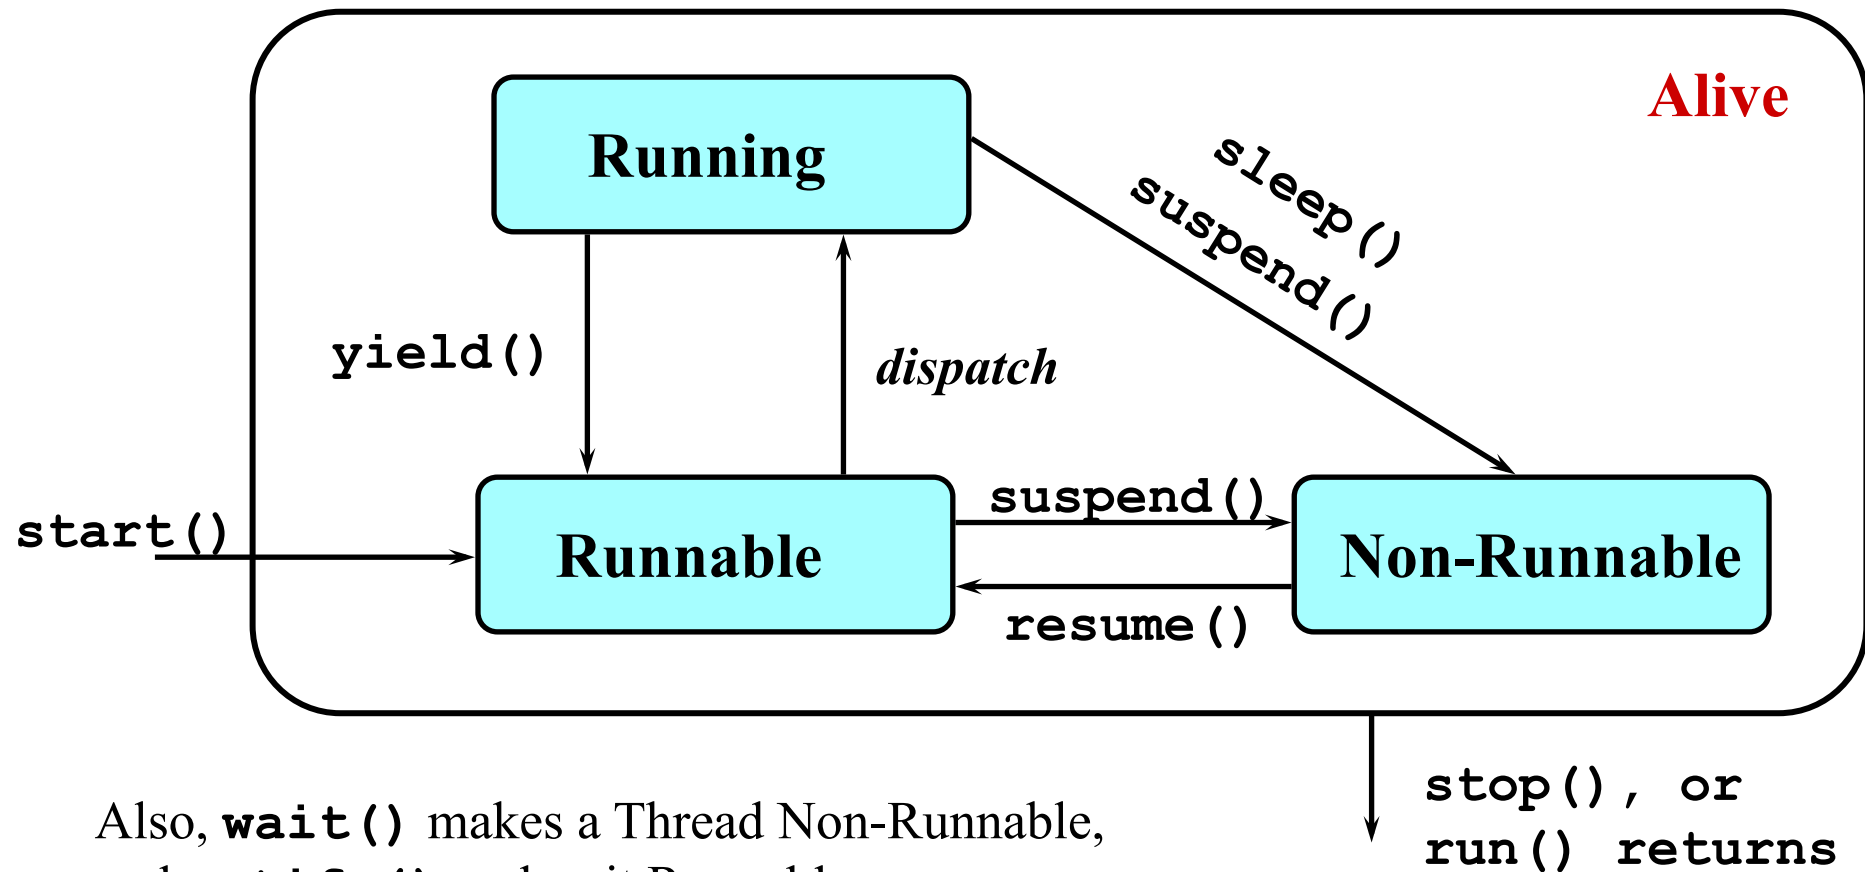 Alive
Running
sleep()
suspend()
yield()
dispatch
start()
Runnable
suspend()
resume()
Non-Runnable
stop(), or
run() returns
Also, wait() makes a Thread Non-Runnable,